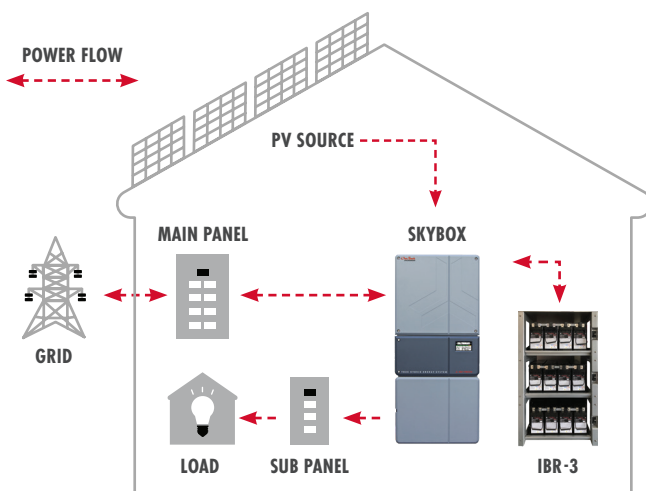 POWER FLOW
PV SOURCE
MAIN PANEL
SKYBOX
GRID
LOAD
SUB PANEL
IBR-3